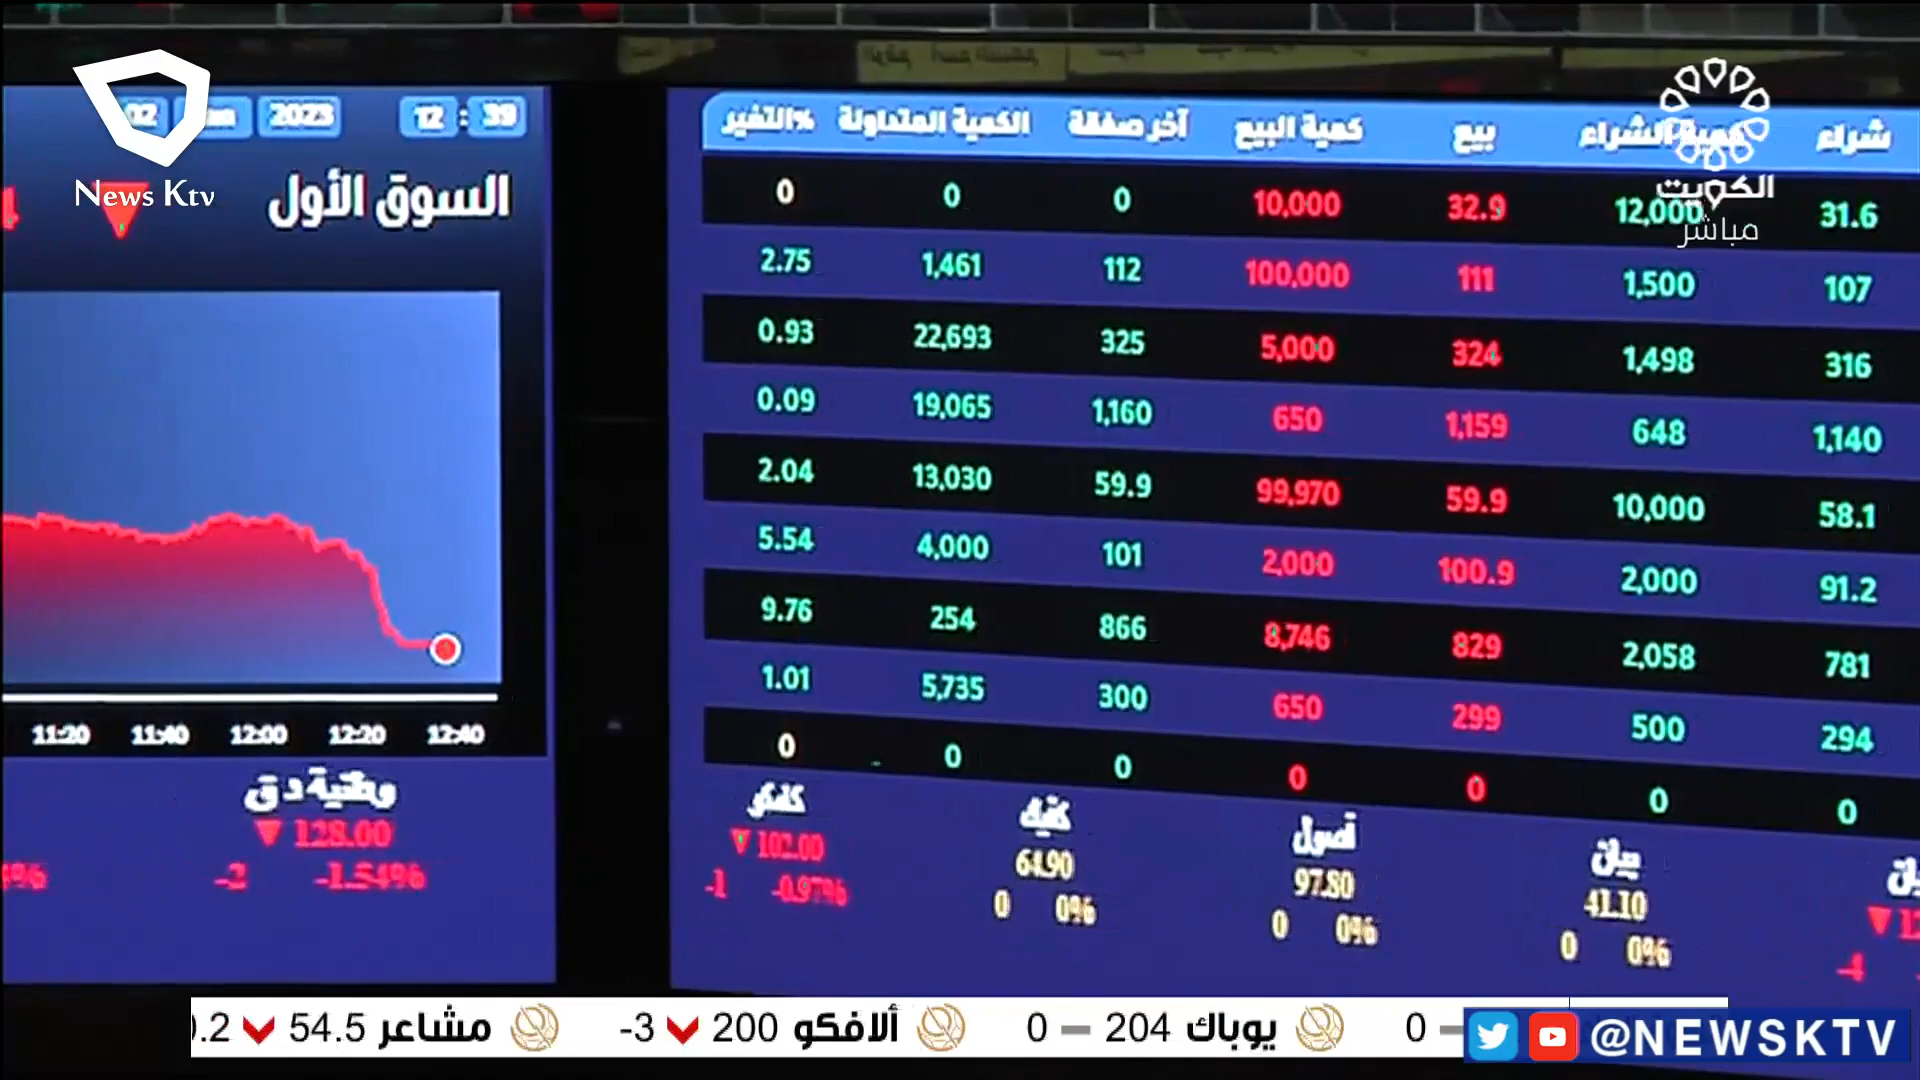 News Ktv
الكويت
مباشر
02 2023 12 : 39
السوق الأول
11:20 11:40 12:00 12:20 12:40
وطنية د ق
128.00
-2 -1.54%
شراء كمية الشراء بيع كمية البيع آخر صفقة الكمية المتداولة التغير%
31.6 12,000 32.9 10,000 0 0 0
107 1,500 111 100,000 112 1,461 2.75
316 1,498 324 5,000 325 22,693 0.93
1,140 648 1,159 650 1,160 19,065 0.09
58.1 10,000 59.9 99,970 59.9 13,030 2.04
91.2 2,000 100.9 2,000 101 4,000 5.54
781 2,058 829 8,746 866 254 9.76
294 500 299 650 300 5,735 1.01
0 0 0 0 0 0 0
بيان أصول كفيك كامكو
41.10 97.80 64.90 102.00
0 0% 0 0% 0 0% -1 -0.97%
0 يوباك 204 0 ألافكو 200 -3 مشاعر 54.5
@NEWSKTV